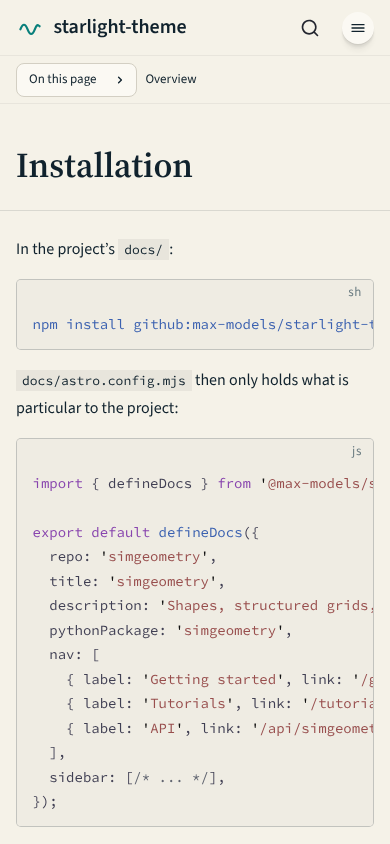 starlight-theme
On this page
Overview
Installation
In the project’s docs/ :
sh
npm install github:max-models/starlight-t
docs/astro.config.mjs then only holds what is
particular to the project:
js
import { defineDocs } from '@max-models/s
export default defineDocs({
  repo: 'simgeometry',
  title: 'simgeometry',
  description: 'Shapes, structured grids,
  pythonPackage: 'simgeometry',
  nav: [
    { label: 'Getting started', link: '/g
    { label: 'Tutorials', link: '/tutoria
    { label: 'API', link: '/api/simgeomet
  ],
  sidebar: [/* ... */],
});